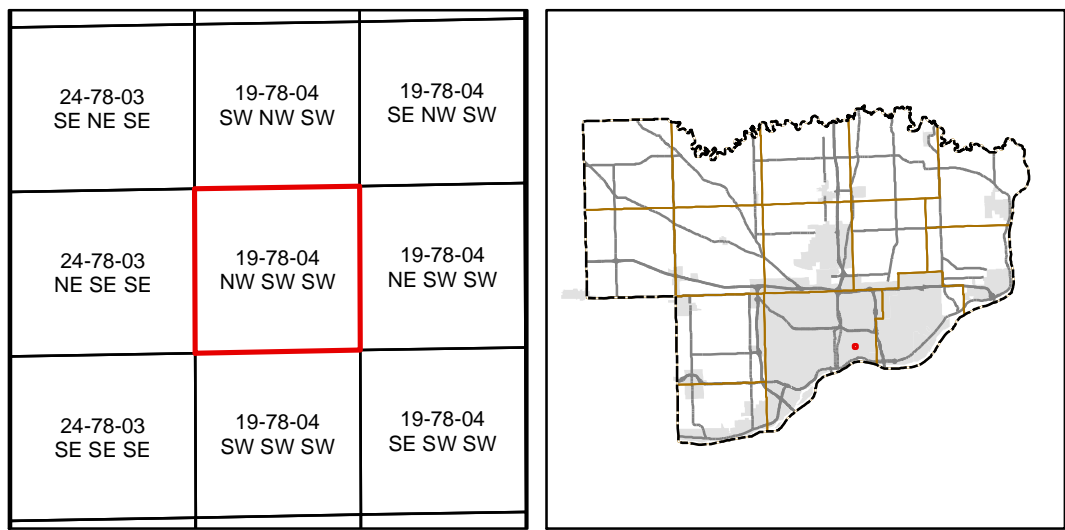 24-78-03
SE NE SE
19-78-04
SW NW SW
19-78-04
SE NW SW
24-78-03
NE SE SE
19-78-04
NW SW SW
19-78-04
NE SW SW
24-78-03
SE SE SE
19-78-04
SW SW SW
19-78-04
SE SW SW